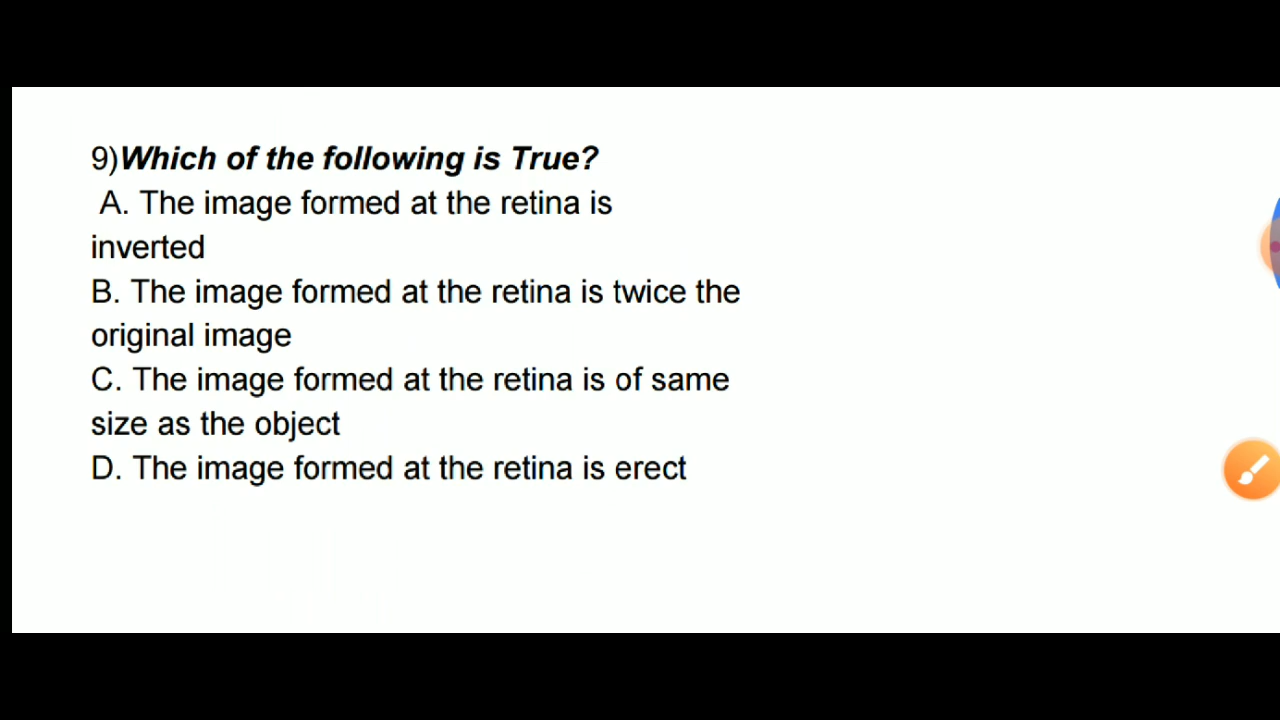 9)Which of the following is True?
A. The image formed at the retina is
inverted
B. The image formed at the retina is twice the
original image
C. The image formed at the retina is of same
size as the object
D. The image formed at the retina is erect